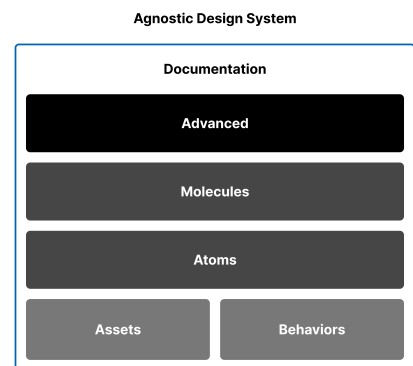 Agnostic Design System
Documentation
Advanced
Molecules
Atoms
Assets
Behaviors